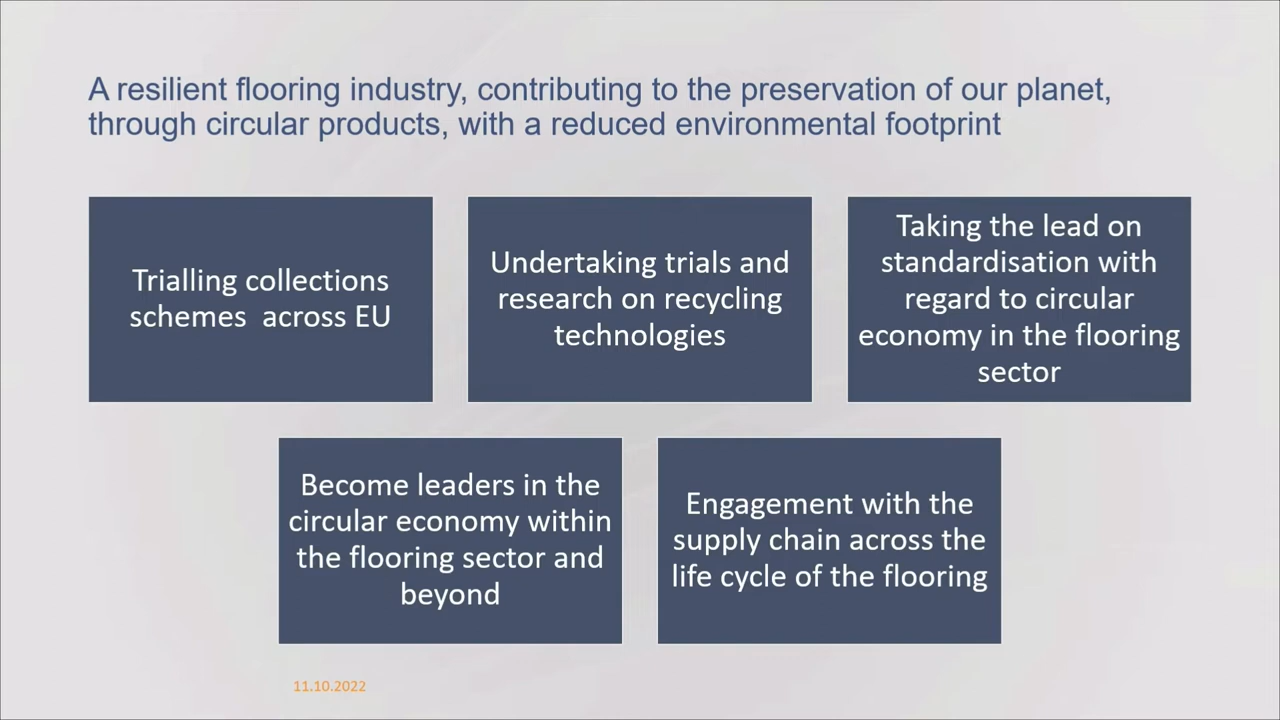 A resilient flooring industry, contributing to the preservation of our planet,
through circular products, with a reduced environmental footprint
Trialling collections
schemes  across EU
Undertaking trials and
research on recycling
technologies
Taking the lead on
standardisation with
regard to circular
economy in the flooring
sector
Become leaders in the
circular economy within
the flooring sector and
beyond
Engagement with the
supply chain across the
life cycle of the flooring
11.10.2022